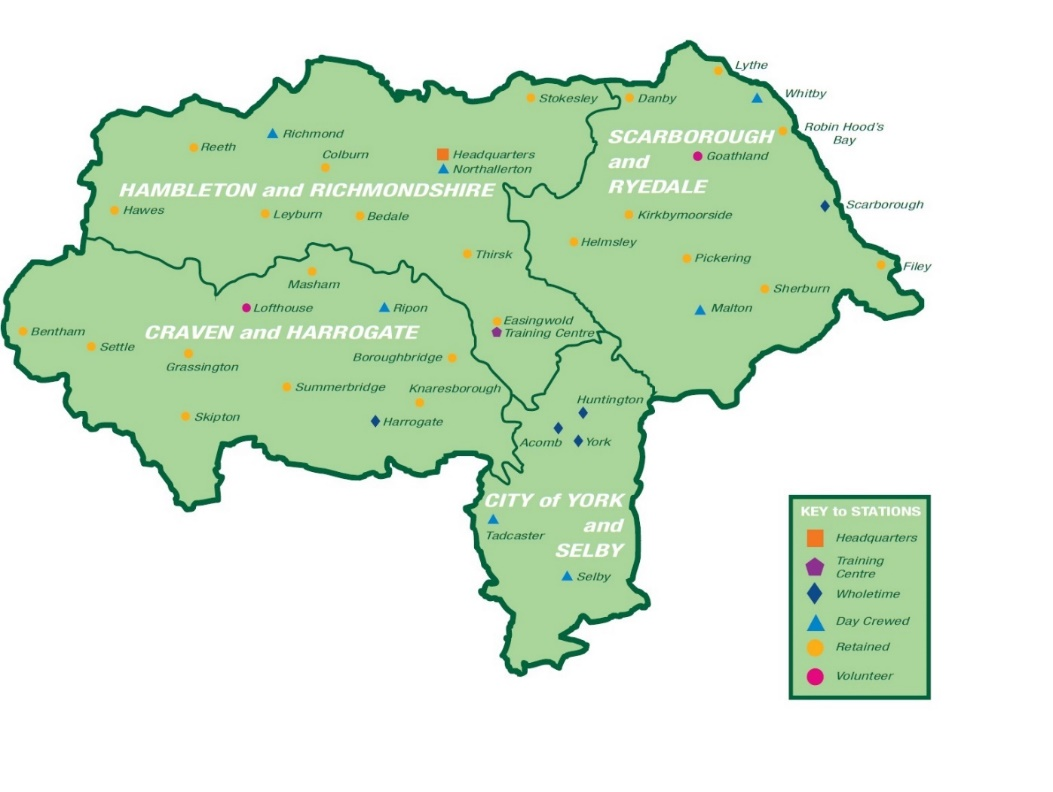 Lythe
Stokesley
Danby
Whitby
Robin Hood's
Bay
Richmond
SCARBOROUGH
and
RYEDALE
Reeth
Colburn
Headquarters
Goathland
Northallerton
HAMBLETON and RICHMONDSHIRE
Hawes
Leyburn
Bedale
Kirkbymoorside
Scarborough
Helmsley
Thirsk
Pickering
Filey
Masham
Sherburn
Lofthouse
Ripon
Malton
Easingwold
Training Centre
Bentham
CRAVEN and HARROGATE
Settle
Grassington
Boroughbridge
Summerbridge
Knaresborough
Huntington
Skipton
Harrogate
Acomb
York
CITY of YORK
and
SELBY
Tadcaster
Selby
KEY to STATIONS
Headquarters
Training
Centre
Wholetime
Day Crewed
Retained
Volunteer